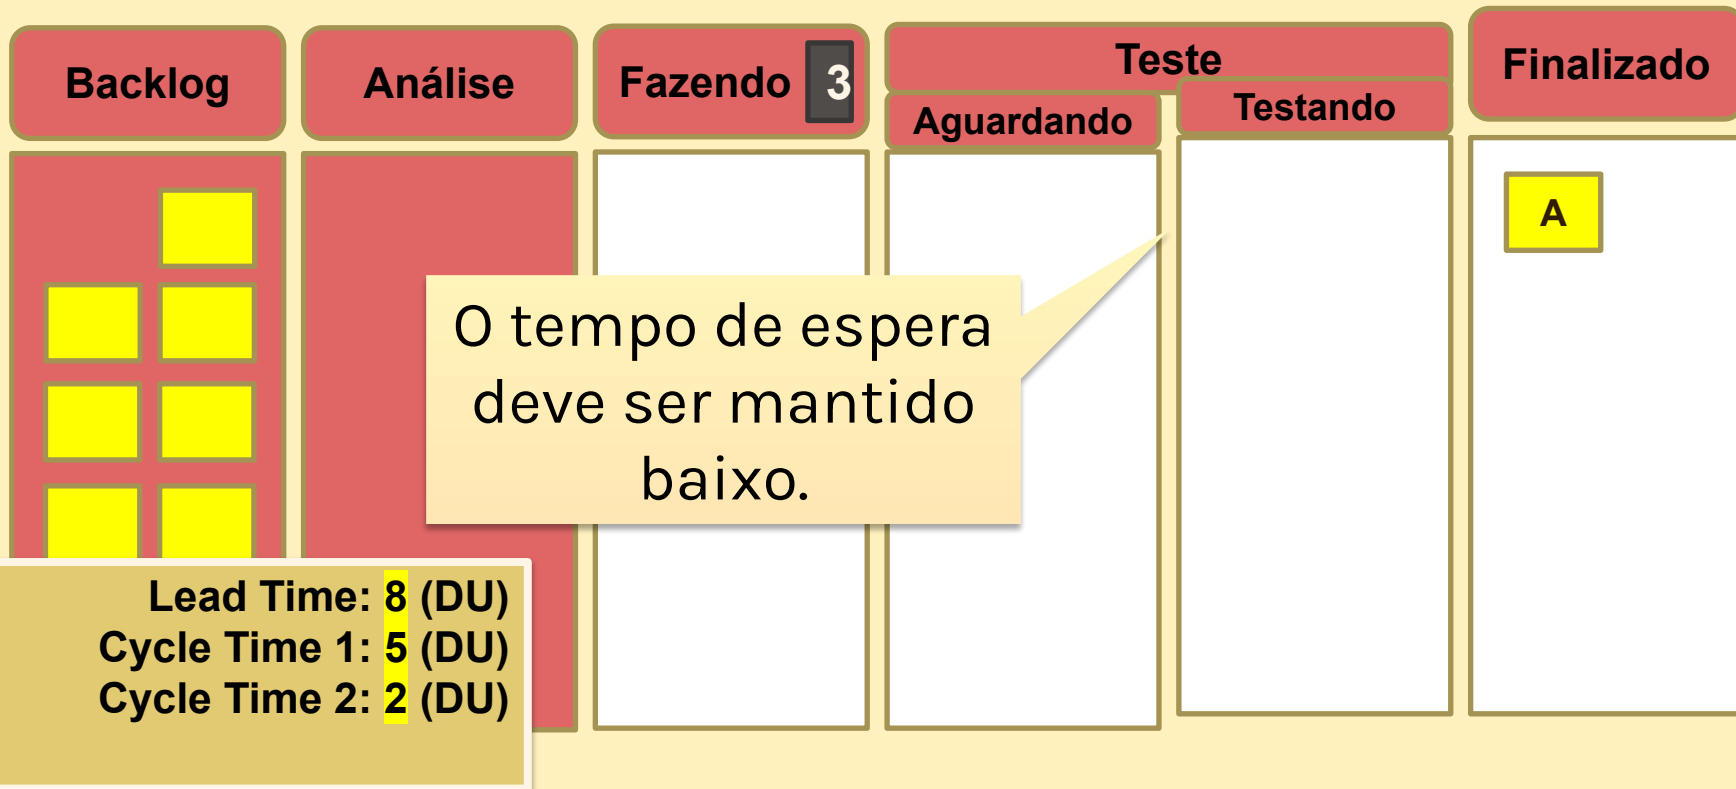 Backlog
Análise
Fazendo 3
Teste
Aguardando
Testando
Finalizado
A
O tempo de espera
deve ser mantido
baixo.
Lead Time: 8 (DU)
Cycle Time 1: 5 (DU)
Cycle Time 2: 2 (DU)